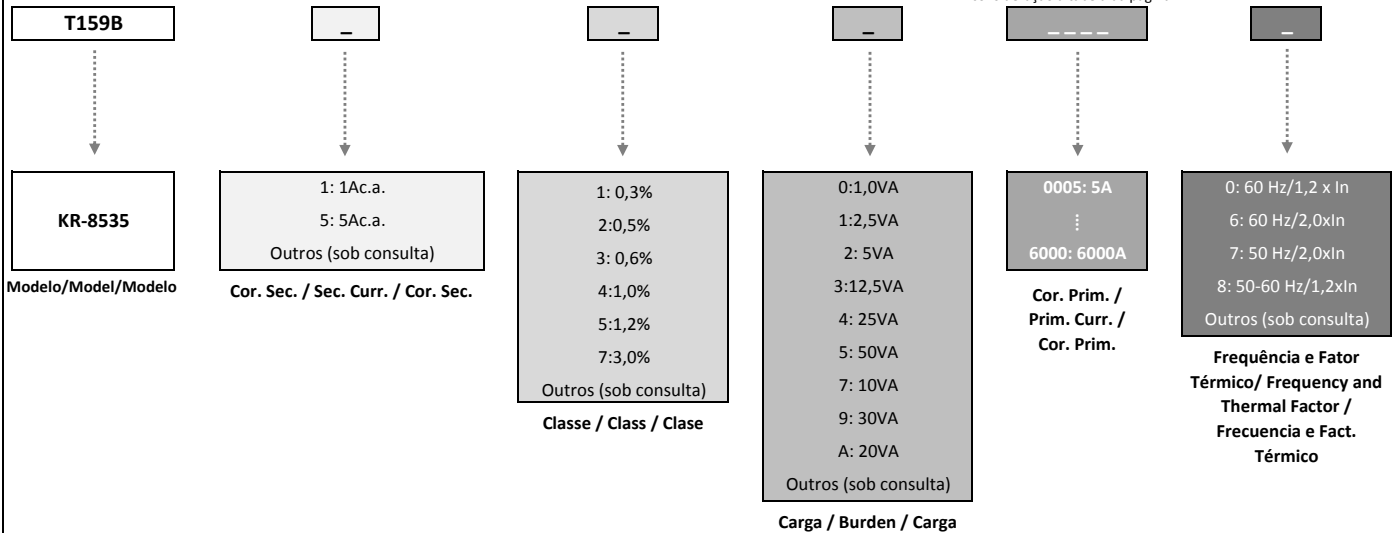 T159B
_
_
_
_ _ _ _
_
KR-8535
Modelo/Model/Modelo
1: 1Ac.a.
5: 5Ac.a.
Outros (sob consulta)
Cor. Sec. / Sec. Curr. / Cor. Sec.
1: 0,3%
2:0,5%
3: 0,6%
4:1,0%
5:1,2%
7:3,0%
Outros (sob consulta)
Classe / Class / Clase
0:1,0VA
1:2,5VA
2: 5VA
3:12,5VA
4: 25VA
5: 50VA
7: 10VA
9: 30VA
A: 20VA
Outros (sob consulta)
Carga / Burden / Carga
0005: 5A
⋮
6000: 6000A
Cor. Prim. /
Prim. Curr. /
Cor. Prim.
0: 60 Hz/1,2 x In
6: 60 Hz/2,0xIn
7: 50 Hz/2,0xIn
8: 50-60 Hz/1,2xIn
Outros (sob consulta)
Frequência e Fator
Térmico/ Frequency and
Thermal Factor /
Frecuencia e Fact.
Térmico